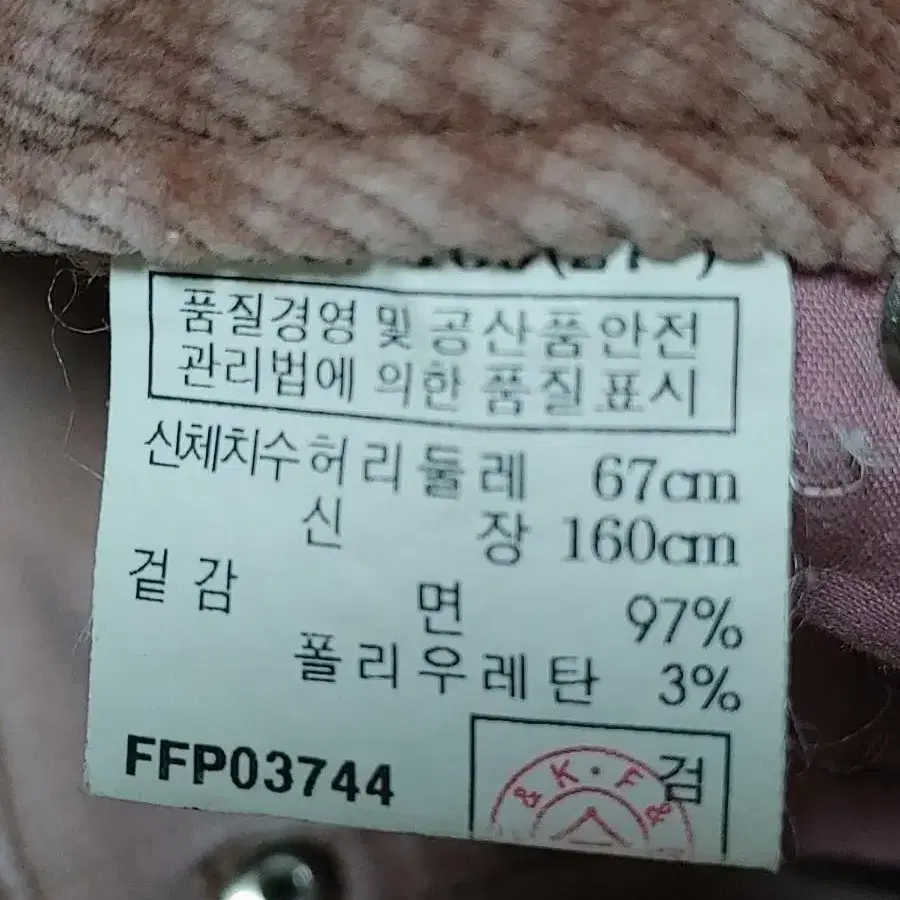 품질경영 및 공산품안전
관리법에 의한 품질표시
신체치수 허리둘레 67cm
신 장 160cm
겉감 면 97%
폴리우레탄 3%
FFP03744
검
& K · F &